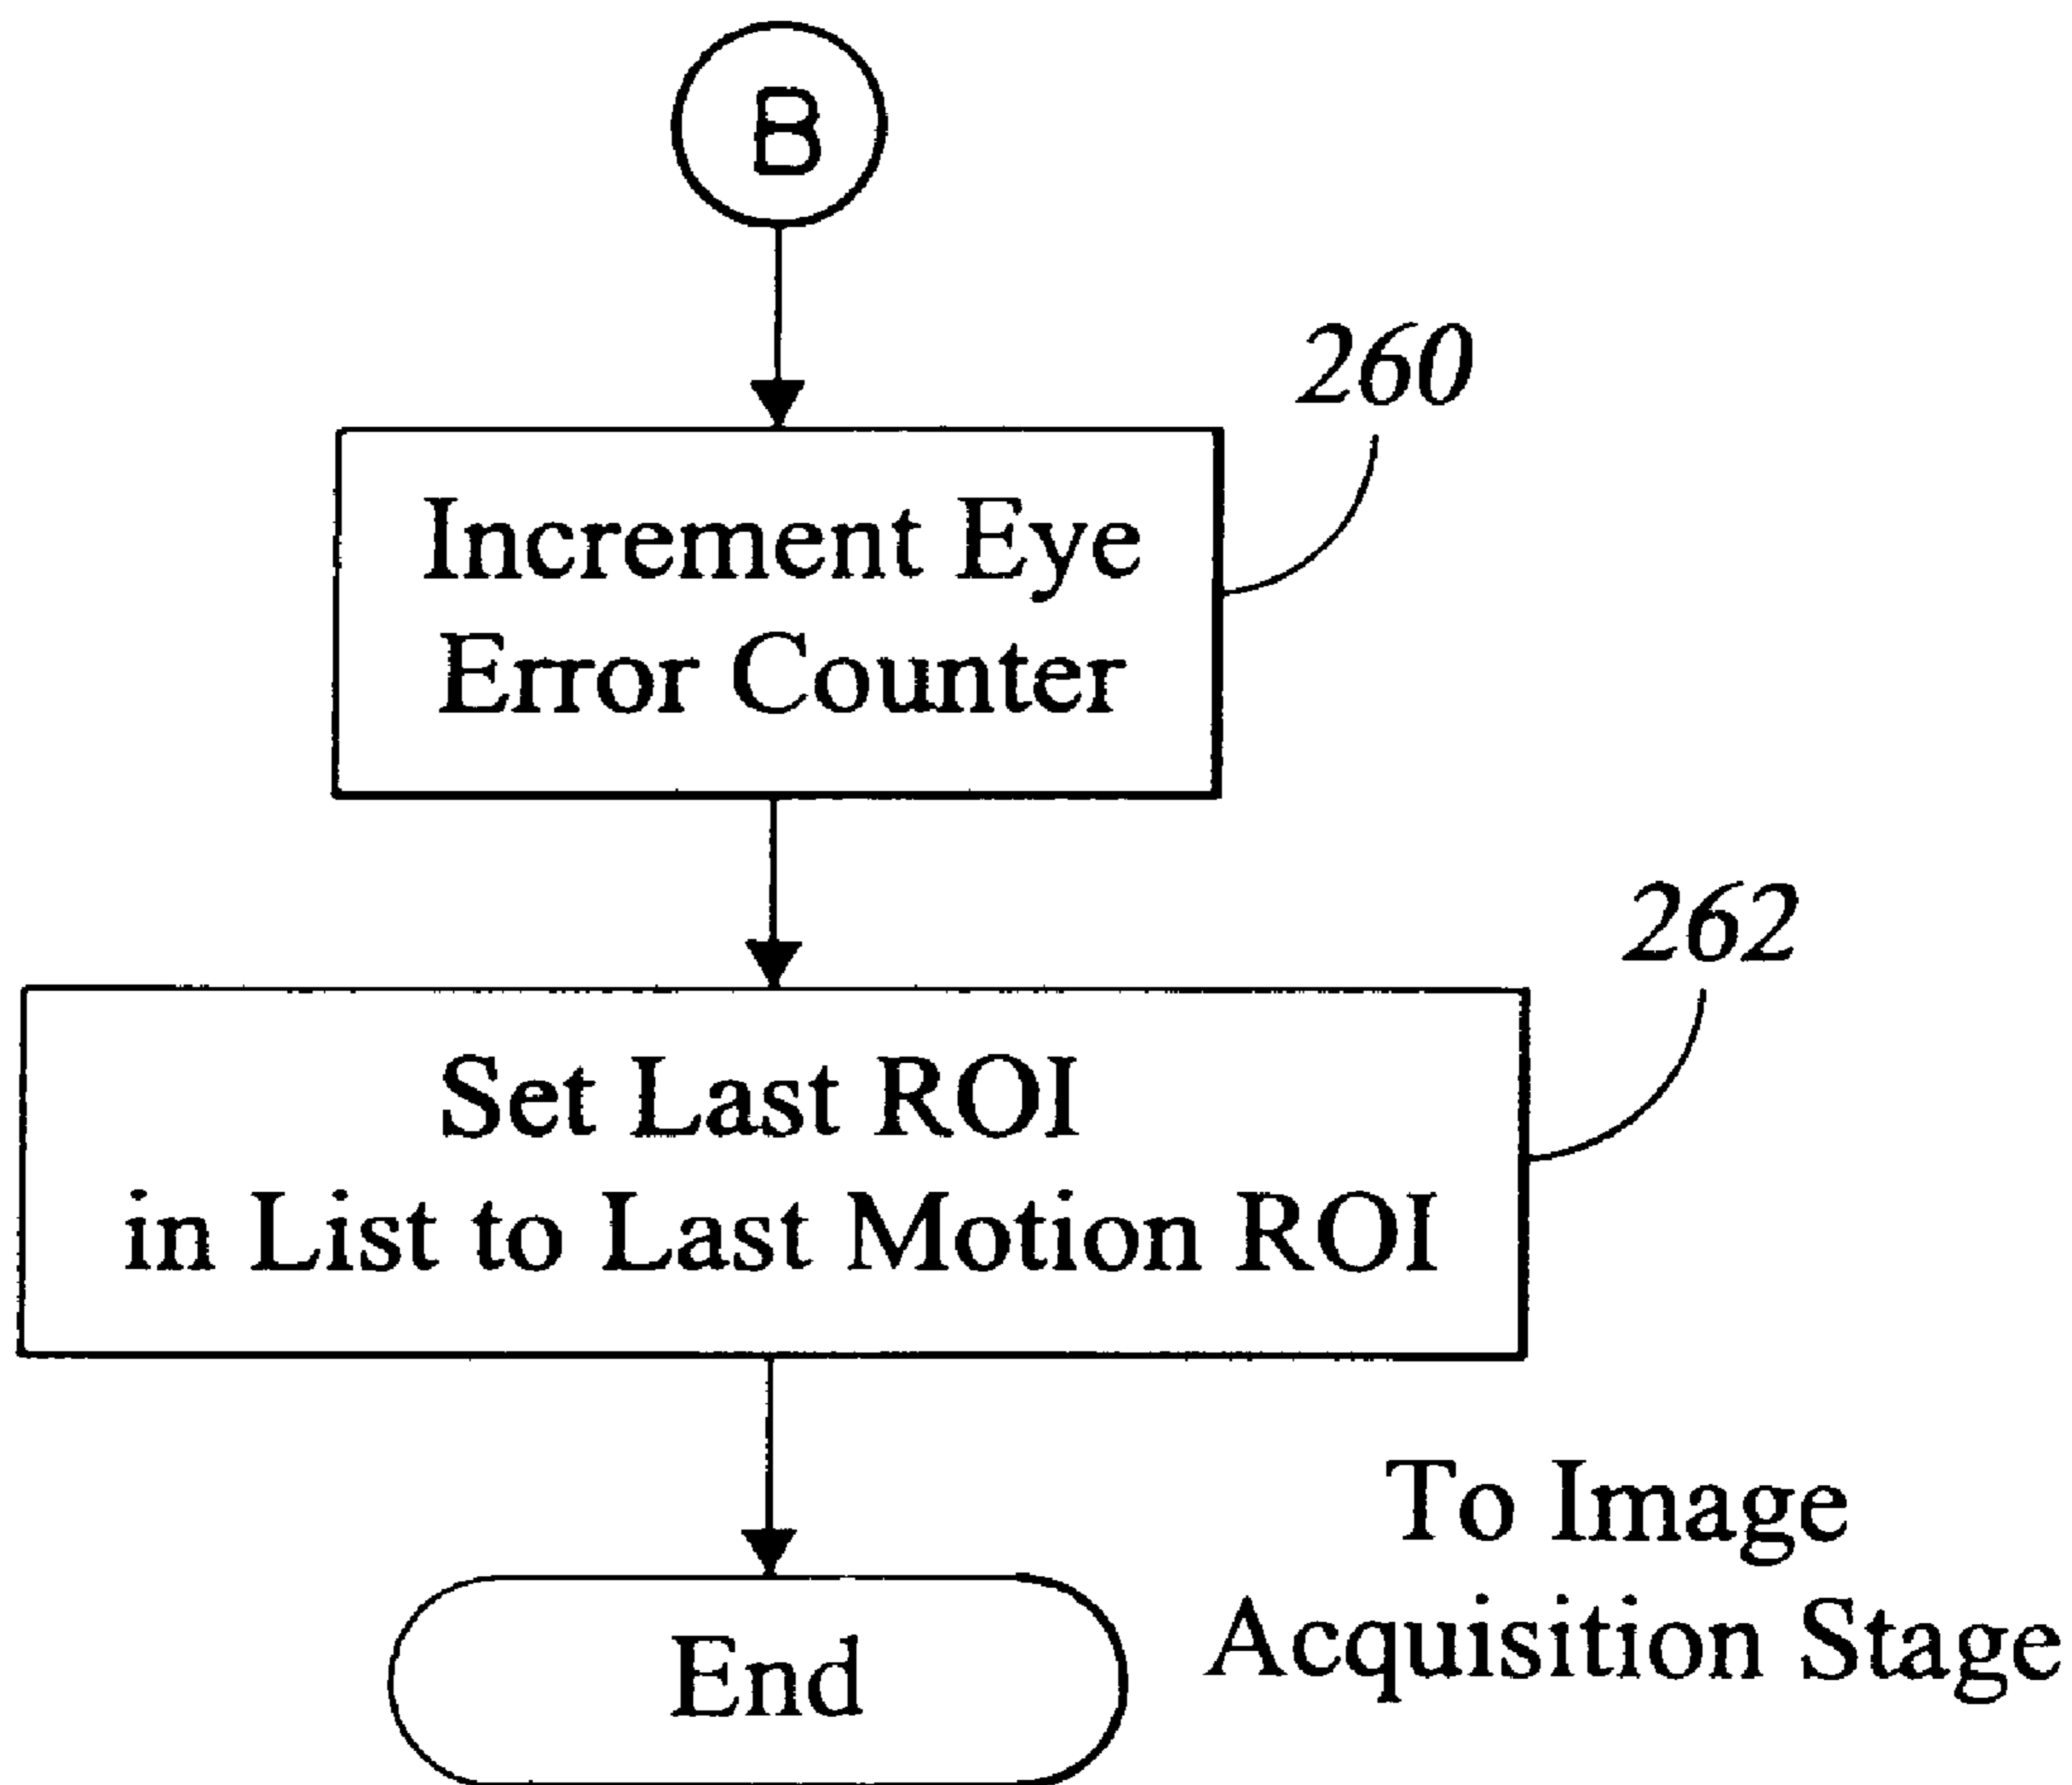 B
260
Increment Eye
Error Counter
262
Set Last ROI
in List to Last Motion ROI
To Image
Acquisition Stage
End